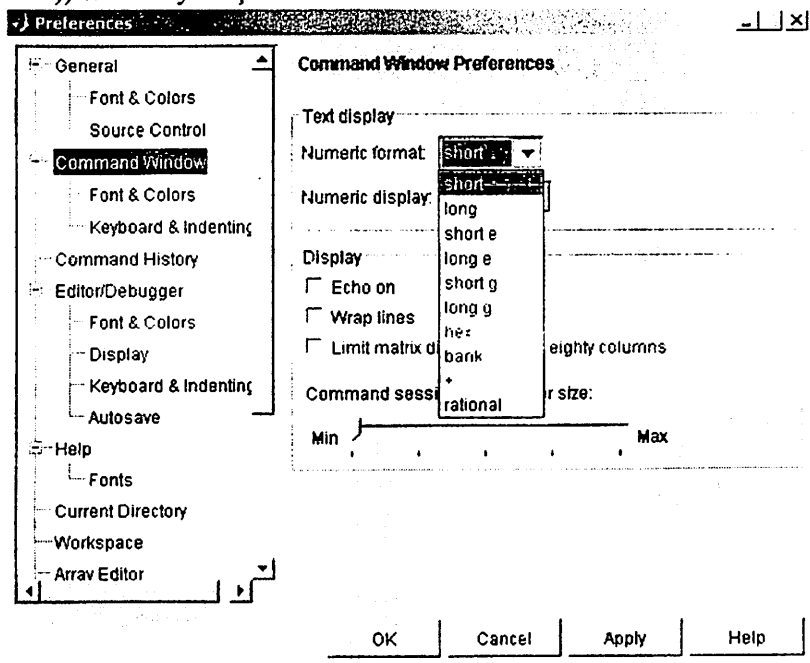 Preferences
General
Font & Colors
Source Control
Command Window
Font & Colors
Keyboard & Indenting
Command History
Editor/Debugger
Font & Colors
Display
Keyboard & Indenting
Autosave
Help
Fonts
Current Directory
Workspace
Array Editor
Command Window Preferences
Text display
Numeric format: short
Numeric display:
short
long
short e
long e
short g
long g
hex
bank
+
rational
Display
Echo on
Wrap lines
Limit matrix di eighty columns
Command sessi r size:
Min Max
OK Cancel Apply Help